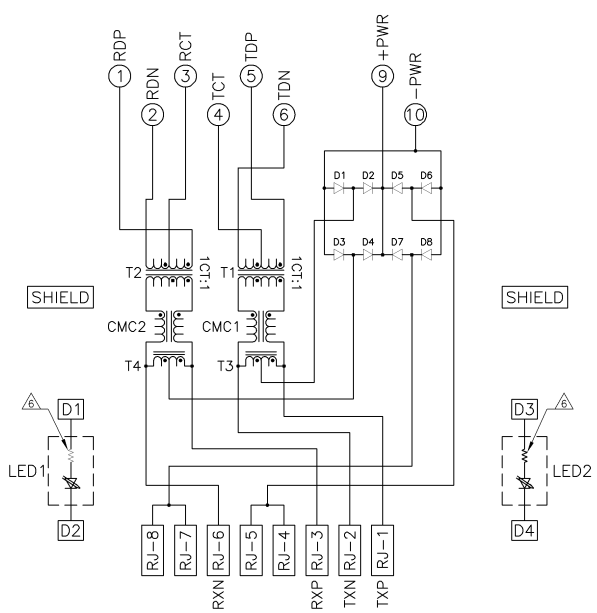 RDP
RDN
RCT
TCT
TDP
TDN
+PWR
-PWR
1
2
3
4
5
6
9
10
D1 D2 D5 D6
D3 D4 D7 D8
T2
1CT:1
T1
1CT:1
SHIELD
SHIELD
CMC2
CMC1
T4
T3
6
D1
LED1
D2
D3
6
LED2
D4
RJ-8
RJ-7
RJ-6
RJ-5
RJ-4
RJ-3
RJ-2
RJ-1
RXN
RXP
TXN
TXP